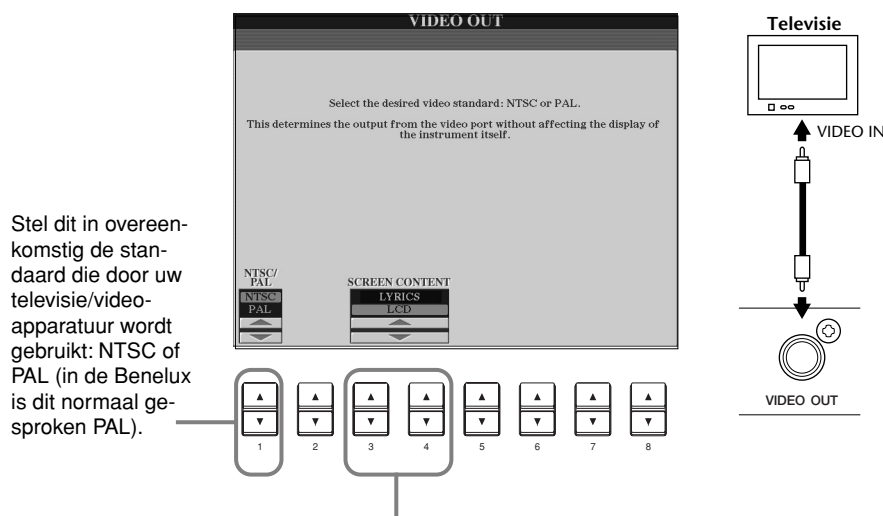 VIDEO OUT
Select the desired video standard: NTSC or PAL.
This determines the output from the video port without affecting the display of
the instrument itself.
NTSC/
PAL
NTSC
PAL
SCREEN CONTENT
LYRICS
LCD
Televisie
VIDEO IN
VIDEO OUT
Stel dit in overeen-
komstig de stan-
daard die door uw
televisie/video-
apparatuur wordt
gebruikt: NTSC of
PAL (in de Benelux
is dit normaal ge-
sproken PAL).
1 2 3 4 5 6 7 8